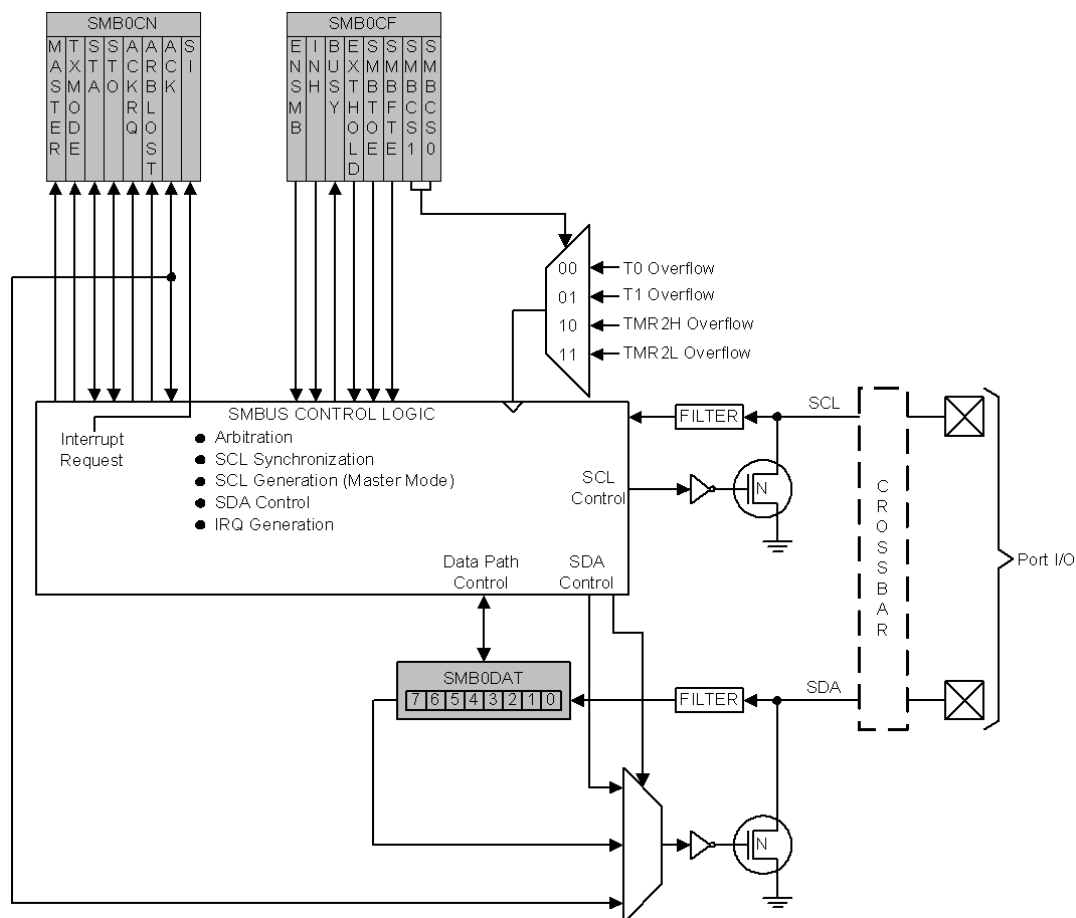 SMB0CN
MASTER
TXMODE
STA
STO
ACKRQ
ARBLOST
ACK
SI
SMB0CF
ENSMB
INH
BUSY
EXTHOLD
SMBTOE
SMBFTE
SMBCS1
SMBCS0
00
01
10
11
T0 Overflow
T1 Overflow
TMR2H Overflow
TMR2L Overflow
SMBUS CONTROL LOGIC
Interrupt
Request
● Arbitration
● SCL Synchronization
● SCL Generation (Master Mode)
● SDA Control
● IRQ Generation
SCL
Control
Data Path
Control
SDA
Control
FILTER
SCL
N
CROSSBAR
Port I/O
SMB0DAT
7 6 5 4 3 2 1 0
FILTER
SDA
N